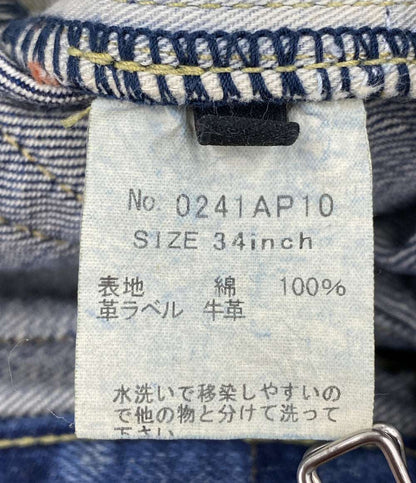 No. 0241AP10
SIZE 34inch
表地 綿 100%
革ラベル 牛革
水洗いで移染しやすいの
で他の物と分けて洗って
下さい